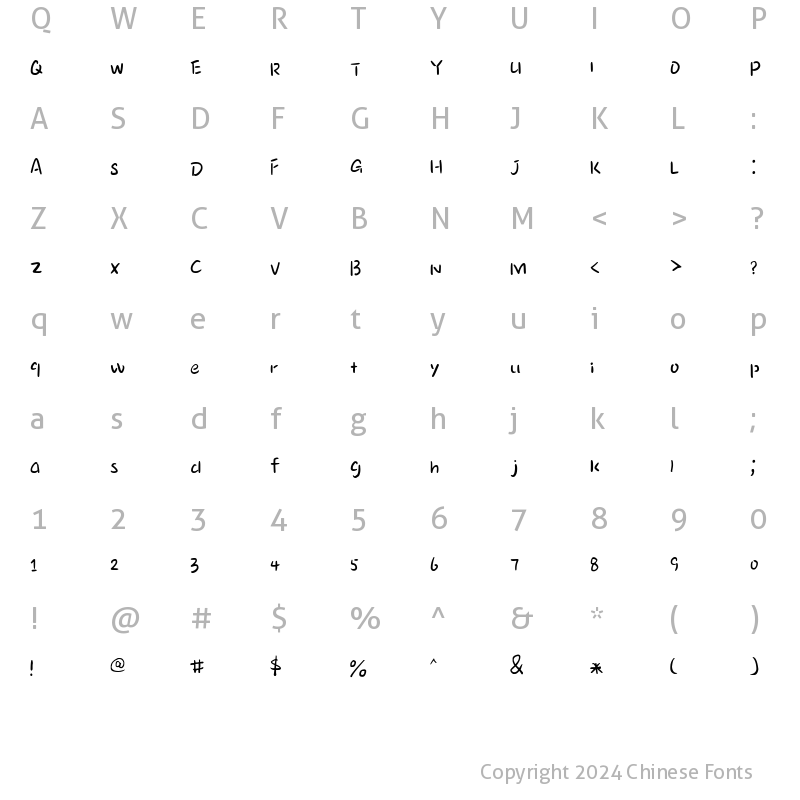 Q W E R T Y U I O P
Q W E R T Y U I O P
A S D F G H J K L :
A S D F G H J K L :
Z X C V B N M < > ?
Z X C V B N M < > ?
q w e r t y u i o p
q w e r t y u i o p
a s d f g h j k l ;
a s d f g h j k l ;
1 2 3 4 5 6 7 8 9 0
1 2 3 4 5 6 7 8 9 0
! @ # $ % ^ & * ( )
! @ # $ % ^ & * ( )
Copyright 2024 Chinese Fonts